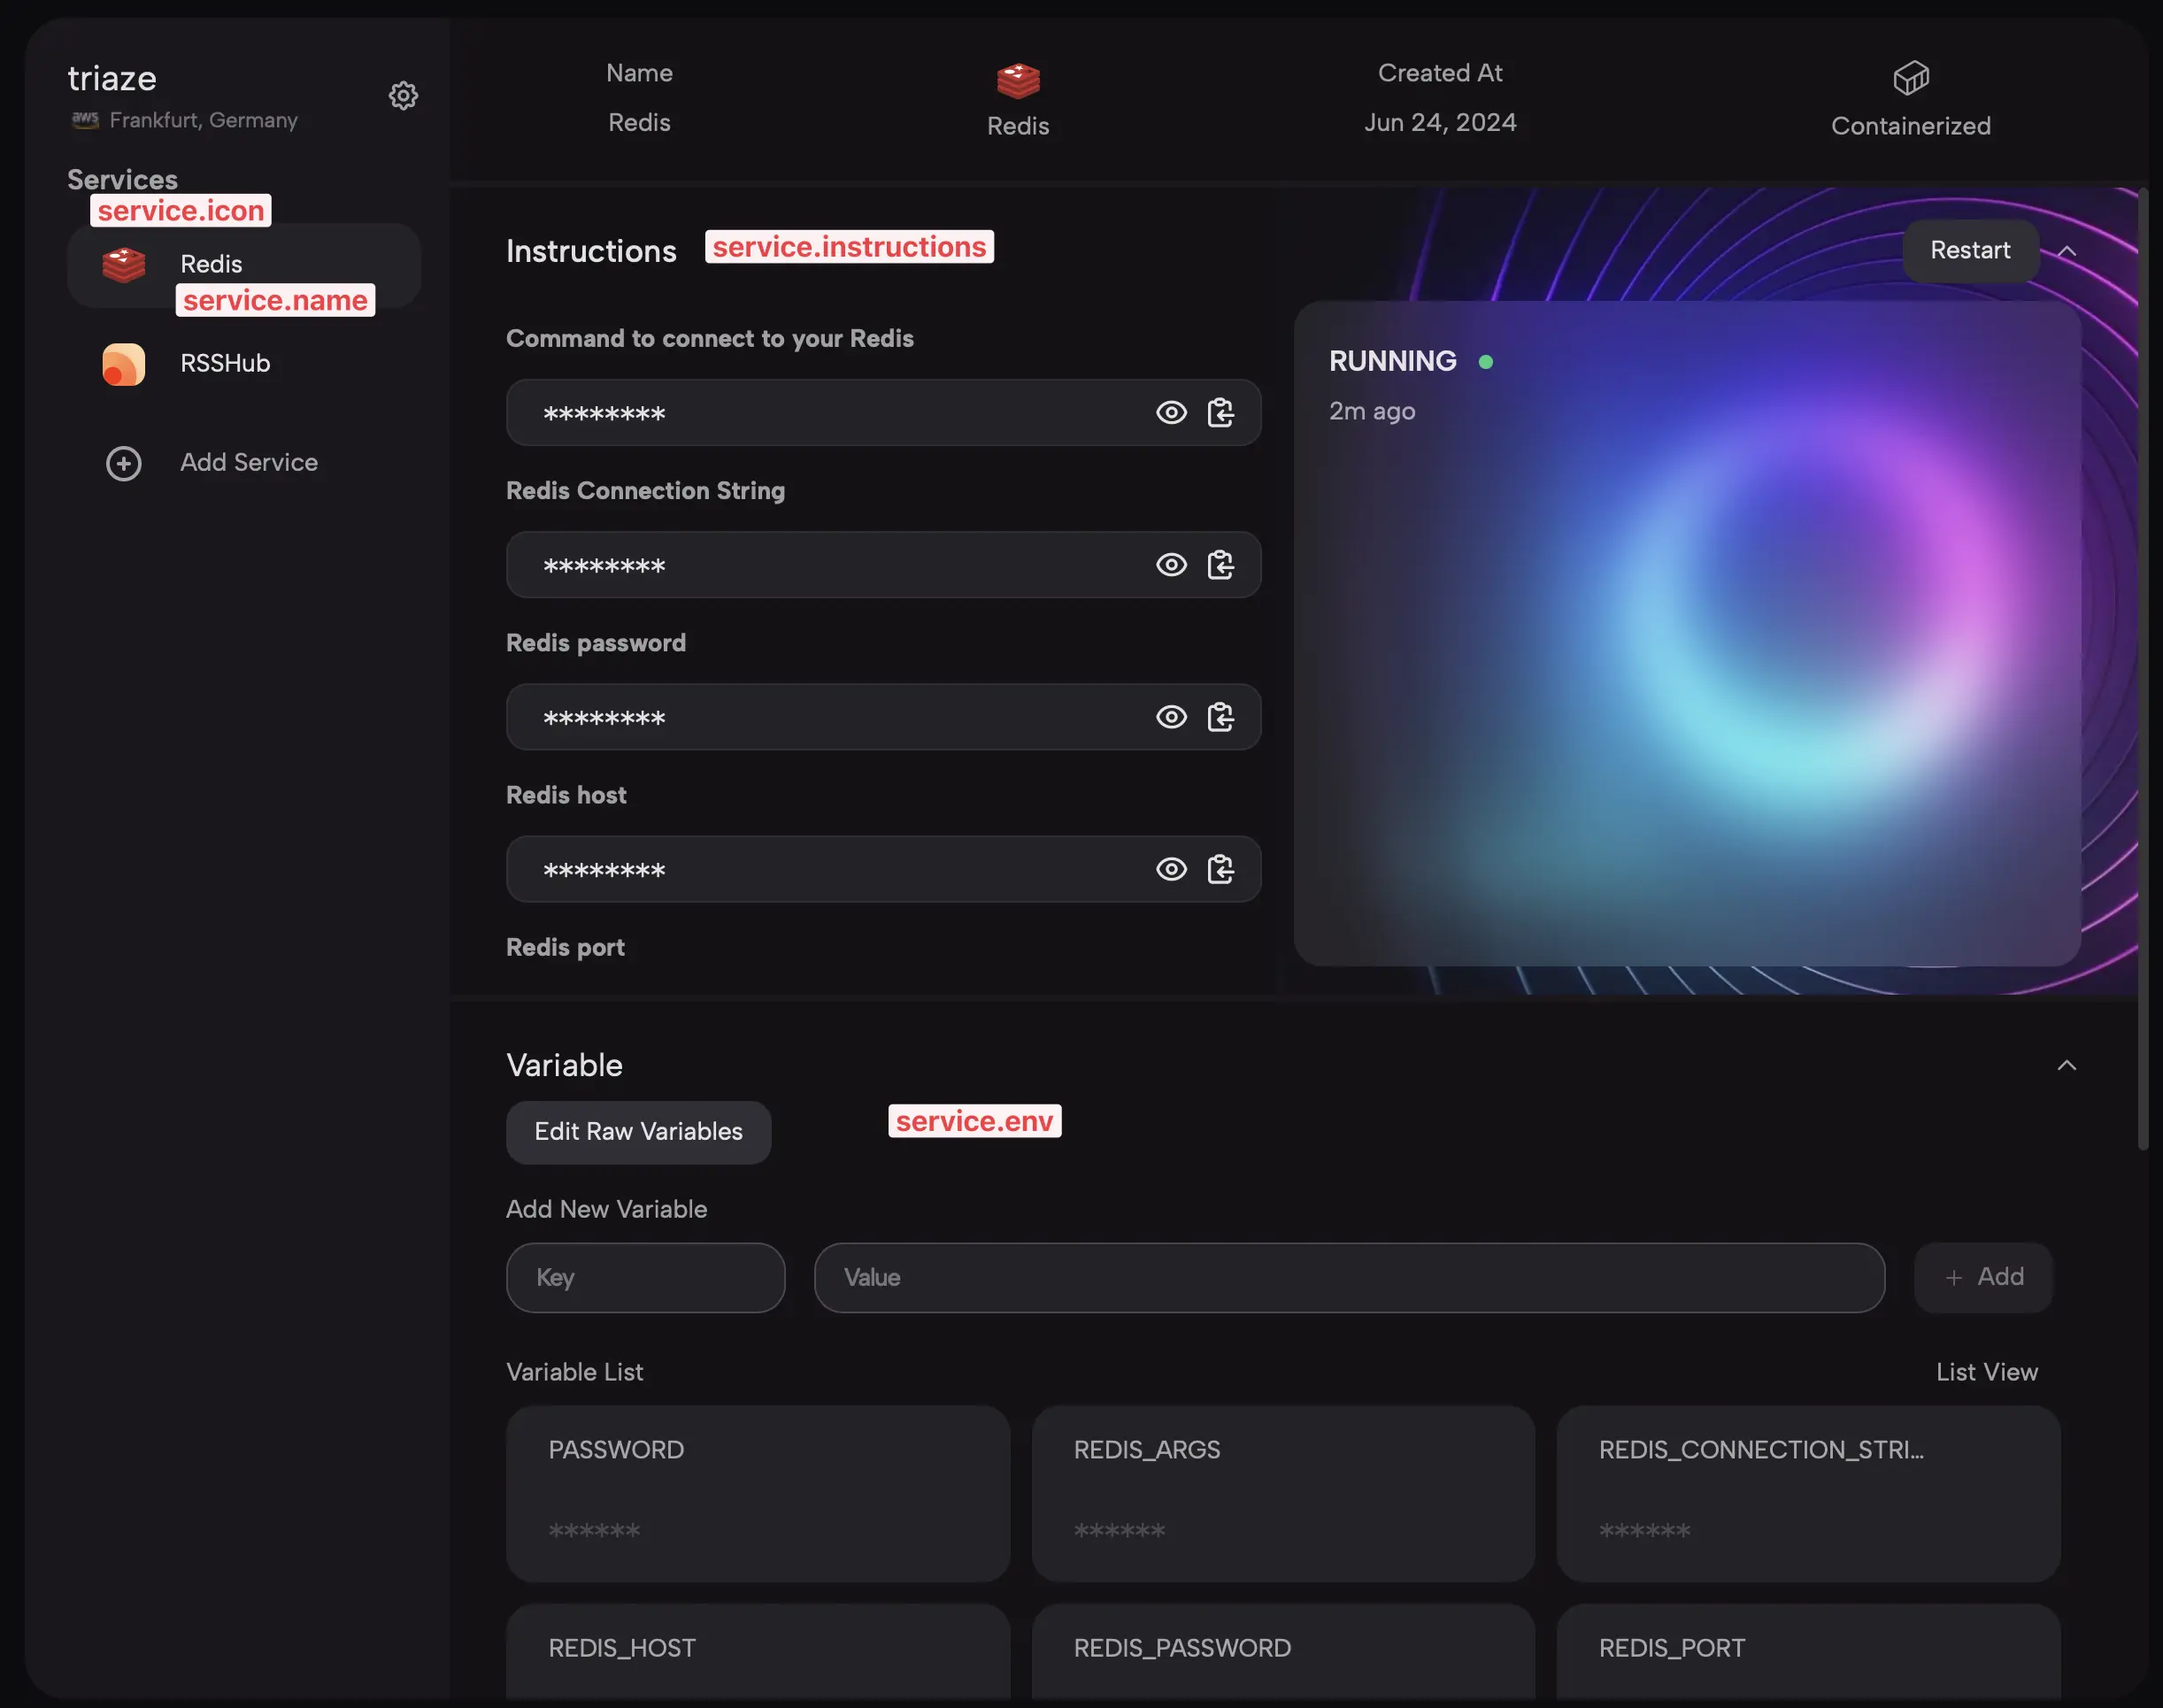 triaze
aws Frankfurt, Germany
Services
service.icon
Redis
service.name
RSSHub
Add Service
Name
Redis
Redis
Created At
Jun 24, 2024
Containerized
Instructions
service.instructions
Restart
Command to connect to your Redis
********
Redis Connection String
********
Redis password
********
Redis host
********
Redis port
RUNNING
2m ago
Variable
Edit Raw Variables
service.env
Add New Variable
Key
Value
+ Add
Variable List
List View
PASSWORD
******
REDIS_ARGS
******
REDIS_CONNECTION_STRI...
******
REDIS_HOST
REDIS_PASSWORD
REDIS_PORT